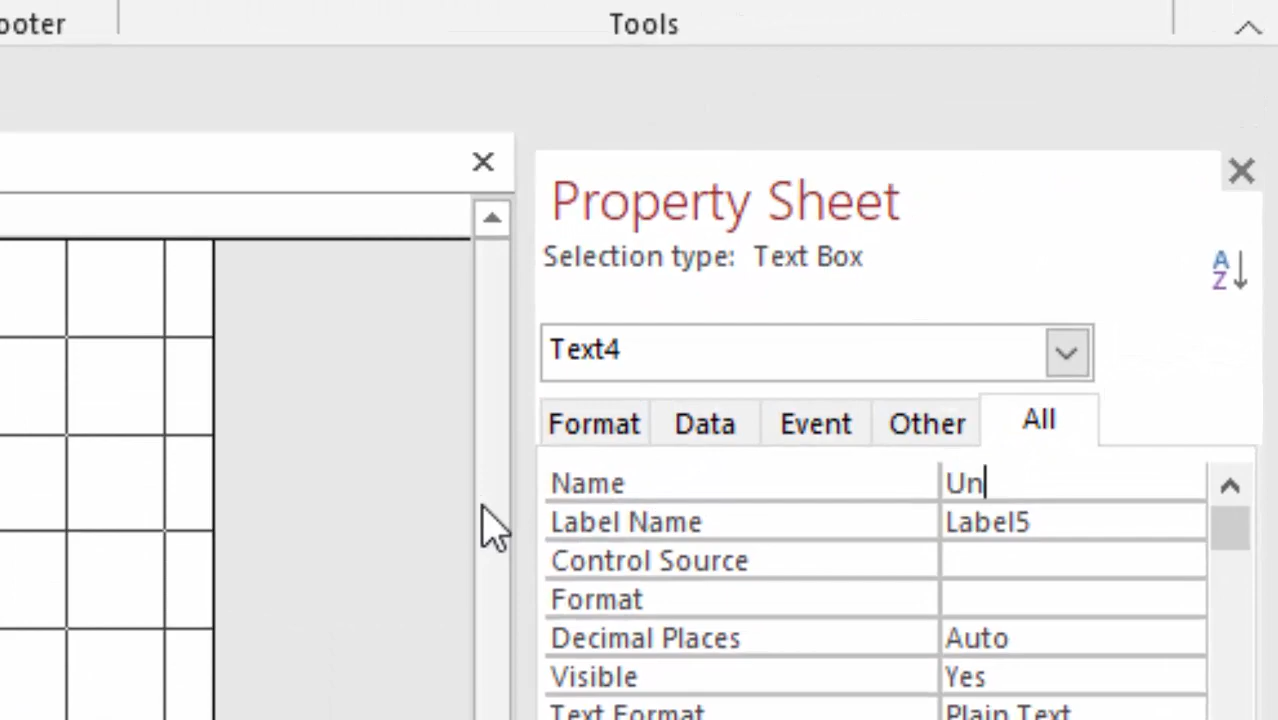 ooter
Tools
Property Sheet
Selection type: Text Box
A
Z
Text4
Format Data Event Other All
Name Un
Label Name Label5
Control Source
Format
Decimal Places Auto
Visible Yes
Text Format Plain Text